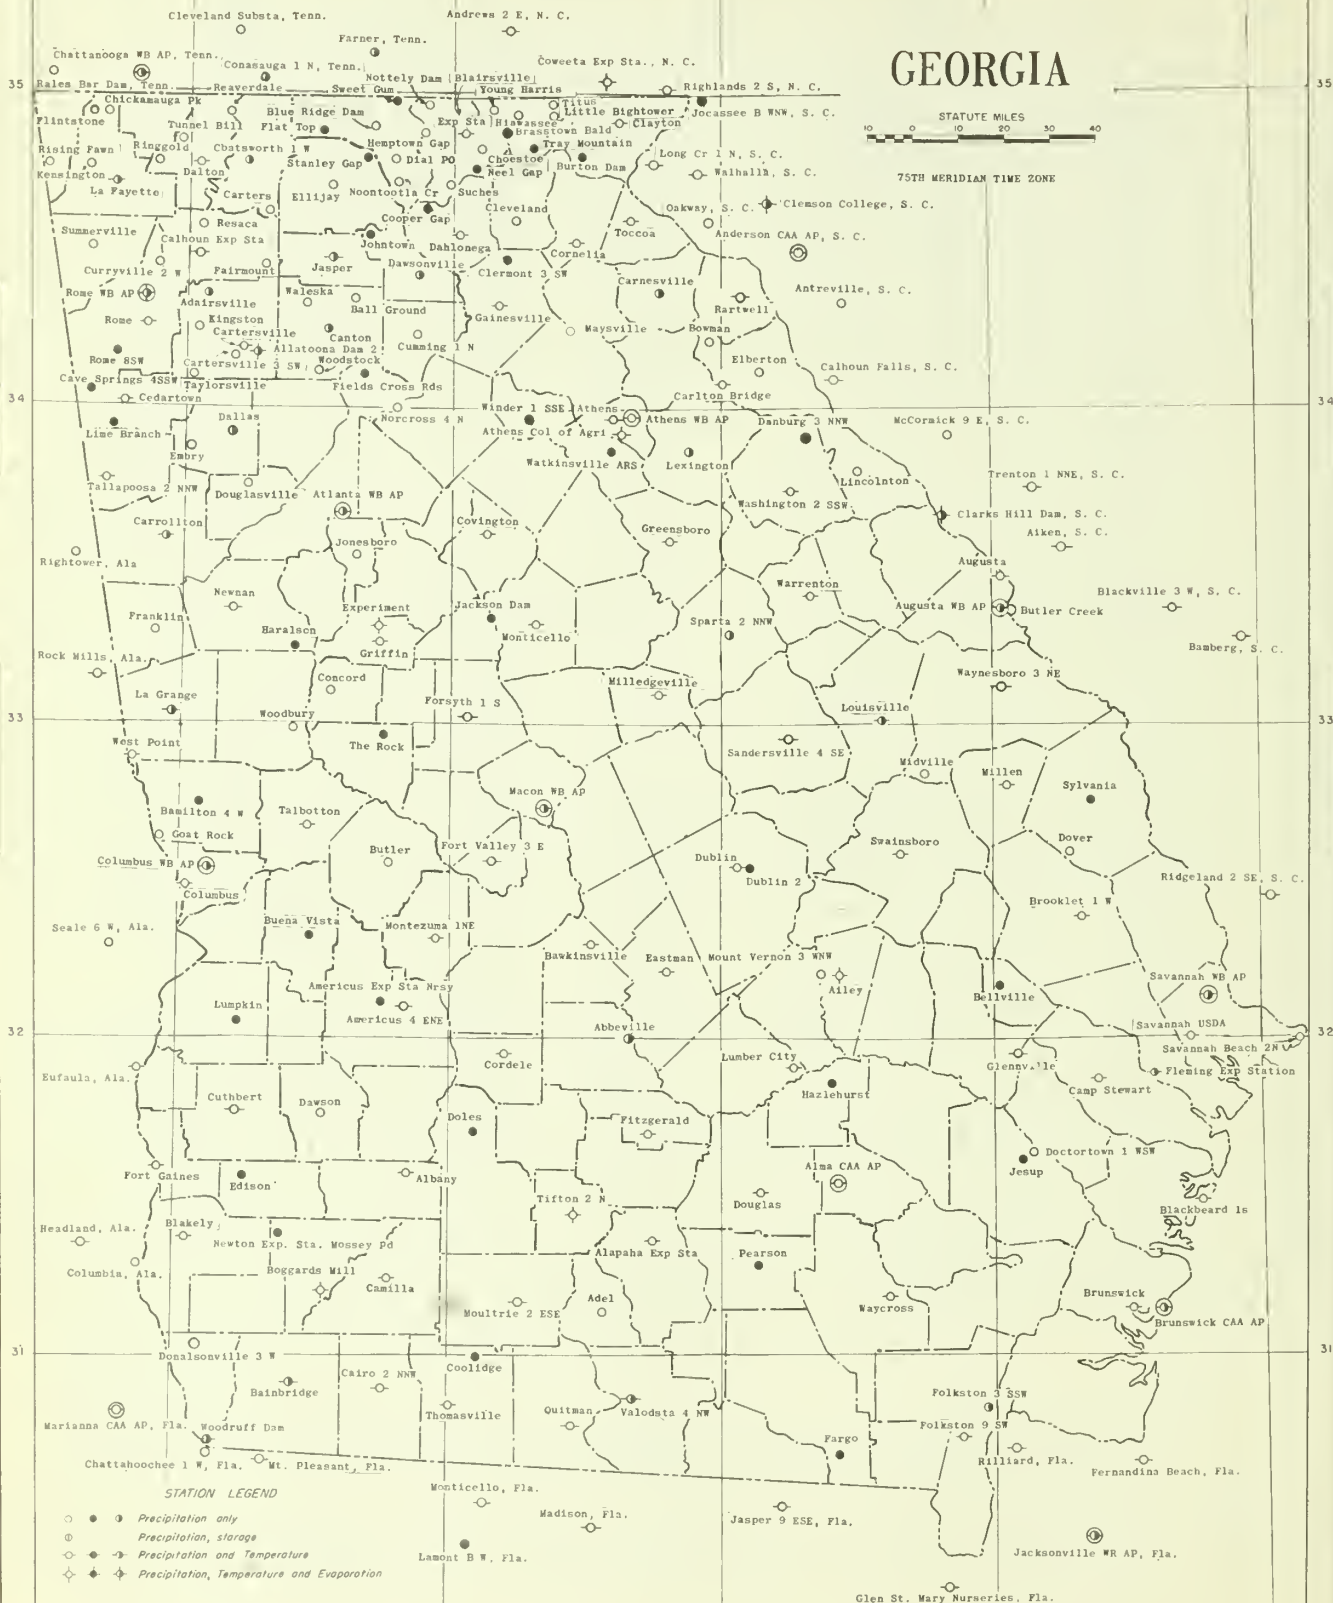 Cleveland Substa, Tenn.
Andrews 2 E, N. C.
Farner, Tenn.
GEORGIA
Chattanooga WB AP, Tenn.
Conasauga 1 N, Tenn.
Coweeta Exp Sta., N. C.
Nottely Dam
Blairsville
35
Rales Bar Dam, Tenn.
Reaverdale
Sweet Gum
Young Harris
Righlands 2 S, N. C.
35
Chickamauga Pk
Titus
Flintstone
Tunnel Bill
Blue Ridge Dam
Little Bightower
Jocassee B WNW, S. C.
STATUTE MILES
Flat Top
Exp Sta
Hiawassee
Clayton
Brasstown Bald
10 0 10 20 30 40
Rising Fawn
Ringgold
Cbatsworth 1 W
Hemptown Gap
Tray Mountain
Dalton
Stanley Gap
Dial PO
Choestoe
Long Cr 1 N, S. C.
Kensington
Neel Gap
Burton Dam
Walhalla, S. C.
75TH MERIDIAN TIME ZONE
La Fayette
Carters
Ellijay
Noontootla Cr
Suches
Cleveland
Oakway, S. C.
Clemson College, S. C.
Summerville
Resaca
Cooper Gap
Toccoa
Anderson CAA AP, S. C.
Calhoun Exp Sta
Johntown
Dahlonega
Cornelia
Curryville 2 W
Fairmount
Jasper
Dawsonville
Clermont 3 SW
Carnesville
Rome WB AP
Adairsville
Waleska
Antreville, S. C.
Rome
Kingston
Ball Ground
Gainesville
Rartwell
Cartersville
Canton
Maysville
Bowman
Rome 8SW
Allatoona Dam 2
Cumming 1 N
Cartersville 3 SW
Woodstock
Elberton
Calhoun Falls, S. C.
Cave Springs 4SSW
Taylorsville
Fields Cross Rds
Cedartown
Carlton Bridge
34
34
Dallas
Norcross 4 N
Winder 1 SSE
Athens
Athens WB AP
Danburg 3 NNW
McCormick 9 E, S. C.
Lime Branch
Athens Col of Agri
Embry
Watkinsville ARS
Lexington
Tallapoosa 2 NNW
Douglasville
Atlanta WB AP
Lincolnton
Trenton 1 NNE, S. C.
Washington 2 SSW
Carrollton
Covington
Greensboro
Clarks Hill Dam, S. C.
Jonesboro
Aiken, S. C.
Rightower, Ala
Augusta
Newnan
Warrenton
Blackville 3 W, S. C.
Franklin
Experiment
Jackson Dam
Augusta WB AP
Butler Creek
Haralson
Monticello
Sparta 2 NNW
Griffin
Bamberg, S. C.
Rock Mills, Ala.
Concord
Milledgeville
Waynesboro 3 NE
La Grange
Forsyth 1 S
Louisville
Woodbury
33
33
West Point
The Rock
Sandersville 4 SE
Midville
Millen
Macon WB AP
Sylvania
Bamilton 4 W
Talbotton
Goat Rock
Butler
Fort Valley 3 E
Swainsboro
Dover
Columbus WB AP
Dublin
Columbus
Dublin 2
Ridgeland 2 SE, S. C.
Buena Vista
Montezuma 1NE
Brooklet 1 W
Seale 6 W, Ala.
Bawkinsville
Eastman
Mount Vernon 3 WNW
Savannah WB AP
Americus Exp Sta Nrsy
Ailey
Lumpkin
Bellville
Americus 4 ENE
Abbeville
Savannah USDA
32
32
Savannah Beach 2N
Cordele
Lumber City
Glennville
Eufaula, Ala.
Fleming Exp Station
Cuthbert
Dawson
Hazlehurst
Camp Stewart
Doles
Fitzgerald
Alma CAA AP
Doctortown 1 WSW
Fort Gaines
Albany
Jesup
Edison
Tifton 2 N
Douglas
Blackbeard 1s
Headland, Ala.
Blakely
Newton Exp. Sta. Mossey Pd
Alapaha Exp Sta
Pearson
Columbia, Ala.
Boggards Mill
Camilla
Moultrie 2 ESE
Adel
Waycross
Brunswick
Brunswick CAA AP
31
31
Donalsonville 3 W
Coolidge
Cairo 2 NNW
Bainbridge
Folkston 3 SSW
Marianna CAA AP, Fla.
Woodruff Dam
Thomasville
Quitman
Valodsta 4 NW
Folkston 9 SW
Fargo
Chattahoochee 1 W, Fla.
Mt. Pleasant, Fla.
Rilliard, Fla.
Fernandina Beach, Fla.
STATION LEGEND
Monticello, Fla.
Madison, Fla.
Precipitation only
Jasper 9 ESE, Fla.
Precipitation, storage
Precipitation and Temperature
Lamont B W, Fla.
Jacksonville WR AP, Fla.
Precipitation, Temperature and Evaporation
Glen St. Mary Nurseries, Fla.